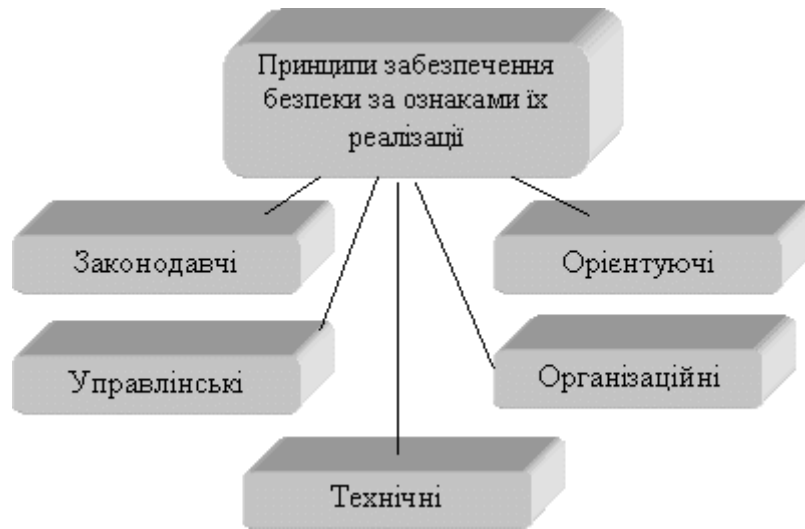 Принципи забезпечення
безпеки за ознаками їх
реалізації
Законодавчі
Орієнтуючі
Управлінські
Організаційні
Технічні